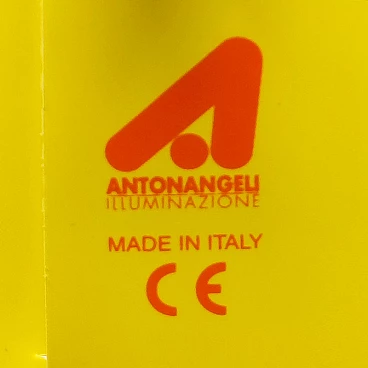 ANTONANGELI
ILLUMINAZIONE
MADE IN ITALY
CE